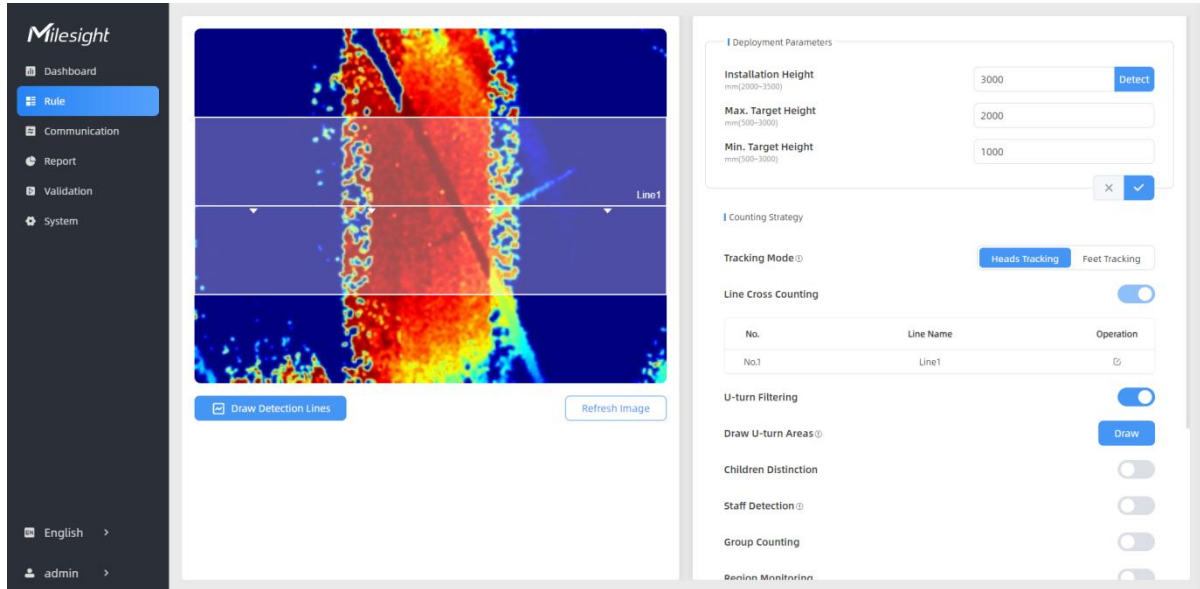 Milesight
Dashboard
Rule
Communication
Report
Validation
System
English
admin
Line1
Draw Detection Lines
Refresh Image
Deployment Parameters
Installation Height
mm(2000~3500)
3000
Detect
Max. Target Height
mm(500~3000)
2000
Min. Target Height
mm(500~3000)
1000
Counting Strategy
Tracking Mode
Heads Tracking Feet Tracking
Line Cross Counting
No. Line Name Operation
No.1 Line1
U-turn Filtering
Draw U-turn Areas
Draw
Children Distinction
Staff Detection
Group Counting
Region Monitoring